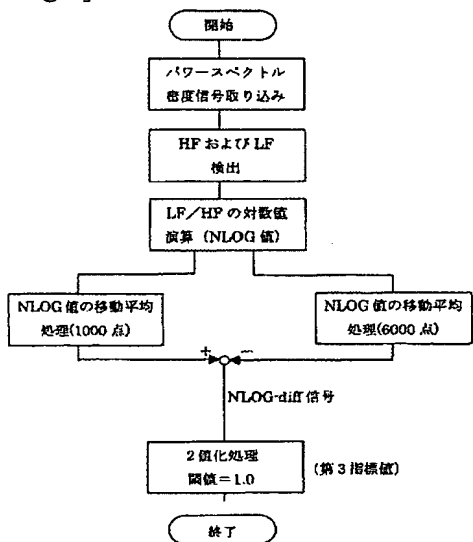 開始
パワースペクトル
密度信号取り込み
HF および LF
検出
LF／HF の対数値
演算（NLOG 値）
NLOG 値の移動平均
処理(1000 点)
NLOG 値の移動平均
処理(6000 点)
+ −
NLOG-diff 信号
2 値化処理
閾値＝1.0
(第 3 指標値)
終了